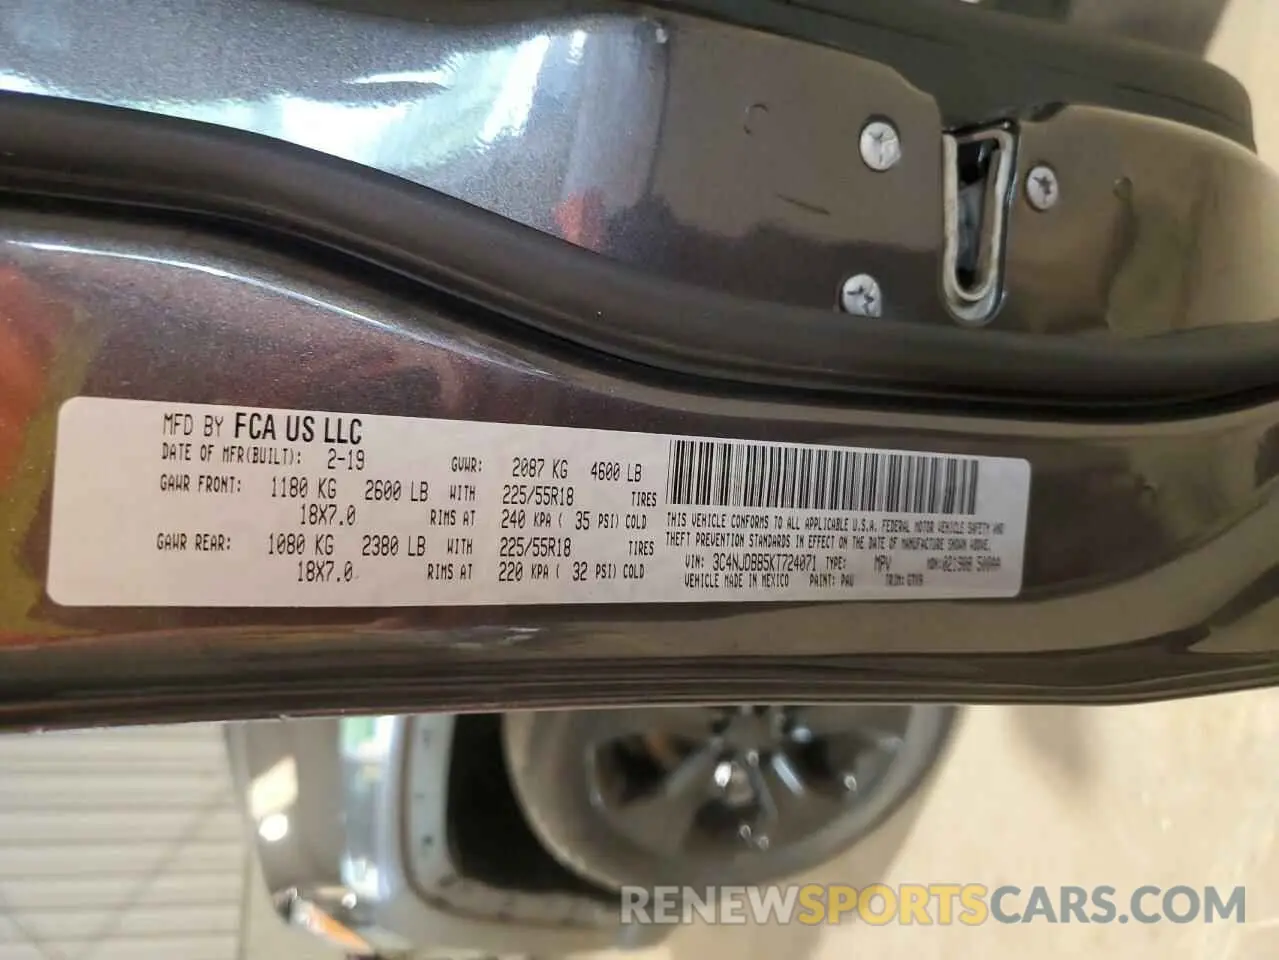 MFD BY FCA US LLC
DATE OF MFR(BUILT): 2-19 GVWR: 2087 KG 4600 LB
GAWR FRONT: 1180 KG 2600 LB WITH 225/55R18 TIRES
18X7.0 RIMS AT 240 KPA ( 35 PSI) COLD
GAWR REAR: 1080 KG 2380 LB WITH 225/55R18 TIRES
18X7.0 RIMS AT 220 KPA ( 32 PSI) COLD
THIS VEHICLE CONFORMS TO ALL APPLICABLE U.S.A. FEDERAL MOTOR VEHICLE SAFETY AND
THEFT PREVENTION STANDARDS IN EFFECT ON THE DATE OF MANUFACTURE SHOWN ABOVE.
VIN: 3C4NJDBB5KT724071 TYPE: MPV
VEHICLE MADE IN MEXICO PAINT: PAU TRIM:
RENEWSPORTSCARS.COM